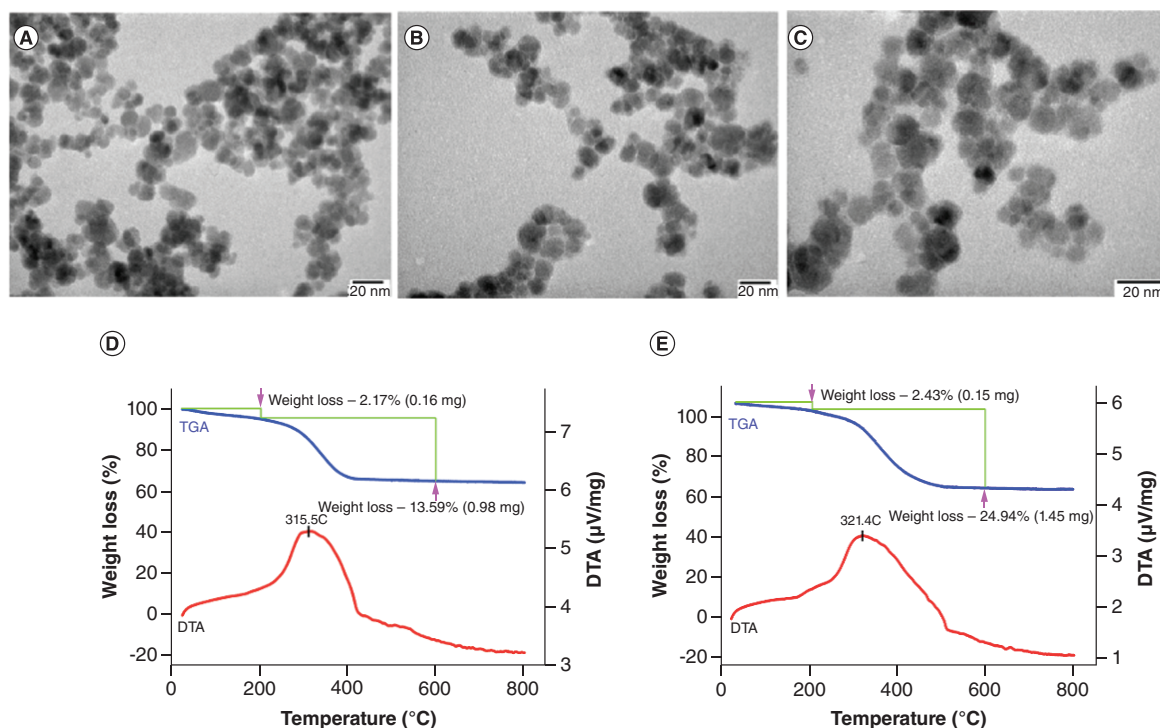 A
B
C
20 nm
20 nm
20 nm
D
E
Weight loss – 2.17% (0.16 mg)
TGA
Weight loss – 13.59% (0.98 mg)
315.5C
DTA
100
80
60
40
20
0
-20
Weight loss (%)
7
6
5
4
3
DTA (µV/mg)
0
200
400
600
800
Temperature (°C)
Weight loss – 2.43% (0.15 mg)
TGA
Weight loss – 24.94% (1.45 mg)
321.4C
DTA
100
80
60
40
20
0
-20
Weight loss (%)
6
5
4
3
2
1
DTA (µV/mg)
0
200
400
600
800
Temperature (°C)